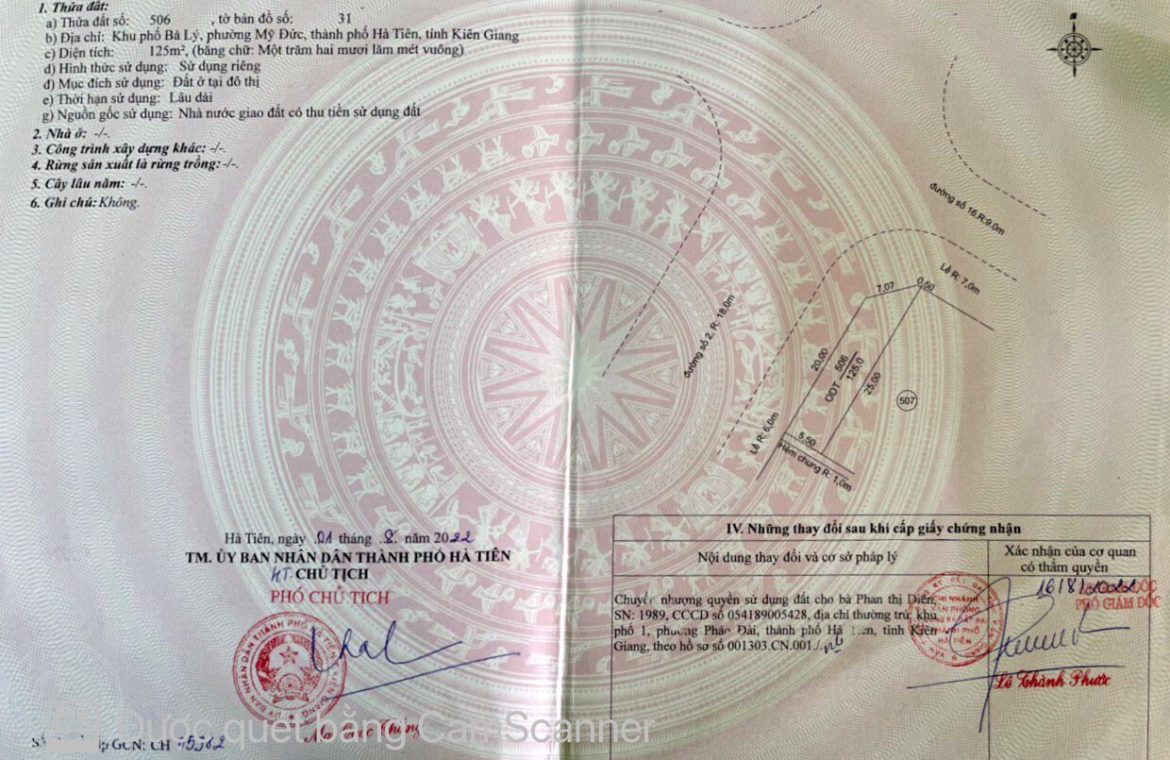 1. Thửa đất:
a) Thửa đất số: 506 , tờ bản đồ số: 31
b) Địa chỉ: Khu phố Bà Lý, phường Mỹ Đức, thành phố Hà Tiên, tỉnh Kiên Giang
c) Diện tích: 125m², (bằng chữ: Một trăm hai mươi lăm mét vuông)
d) Hình thức sử dụng: Sử dụng riêng
đ) Mục đích sử dụng: Đất ở tại đô thị
e) Thời hạn sử dụng: Lâu dài
g) Nguồn gốc sử dụng: Nhà nước giao đất có thu tiền sử dụng đất
2. Nhà ở: -/-.
3. Công trình xây dựng khác: -/-.
4. Rừng sản xuất là rừng trồng: -/-.
5. Cây lâu năm: -/-.
6. Ghi chú: Không.
đường số 16.R:9.0m
Lề R: 7,0m
7.07
0,50
đường số 2, R: 18.0m
20,00
ODT 506
125.0
25,00
507
Lề R: 6,0m
5,50
Hẻm chung R: 1,0m
Hà Tiên, ngày 01 tháng 8 năm 2022
TM. ỦY BAN NHÂN DÂN THÀNH PHỐ HÀ TIÊN
KT. CHỦ TỊCH
PHÓ CHỦ TỊCH
IV. Những thay đổi sau khi cấp giấy chứng nhận
Nội dung thay đổi và cơ sở pháp lý
Xác nhận của cơ quan
có thẩm quyền
Chuyển nhượng quyền sử dụng đất cho bà Phan thị Diên,
SN: 1989, CCCD số 054189005428, địa chỉ thường trú: khu
phố 1, phường Pháo Đài, thành phố Hà Tiên, tỉnh Kiên
Giang, theo hồ sơ số 001303.CN.001./.
16/8/2022
PHÓ GIÁM ĐỐC
Lê Thành Phước
Được quét bằng CamScanner
GCN: CH